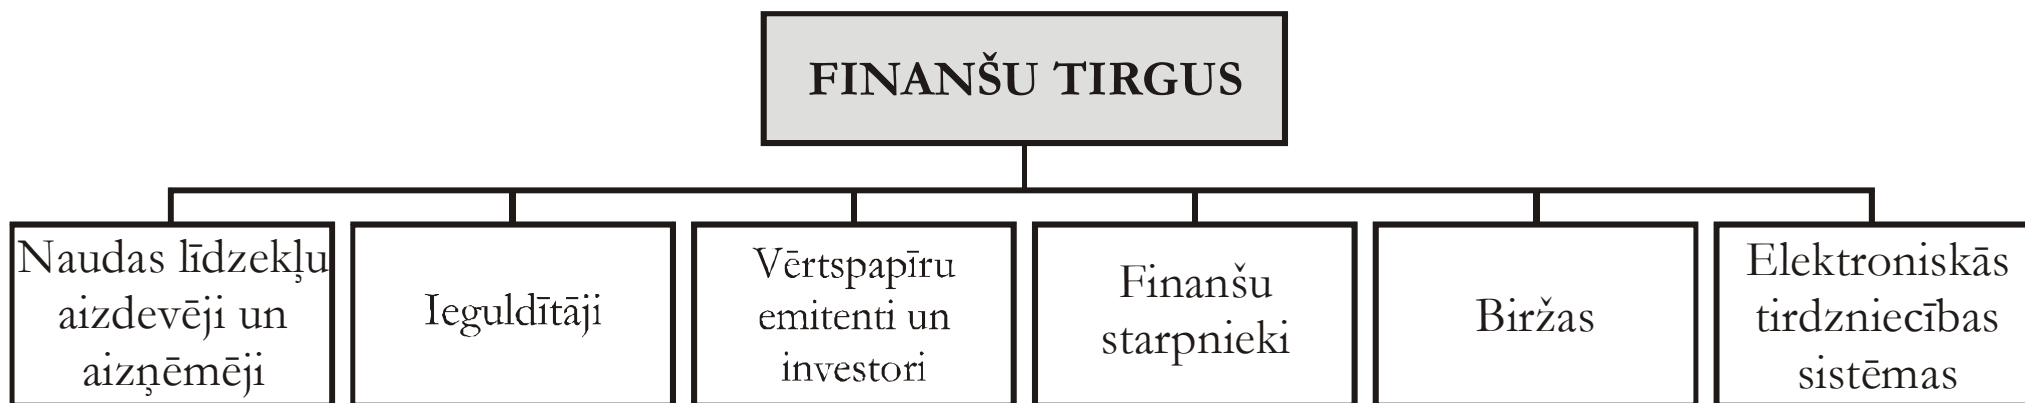 FINANŠU TIRGUS
Naudas līdzekļu
aizdevēji un
aizņēmēji
Ieguldītāji
Vērtspapīru
emitenti un
investori
Finanšu
starpnieki
Biržas
Elektroniskās
tirdzniecības
sistēmas